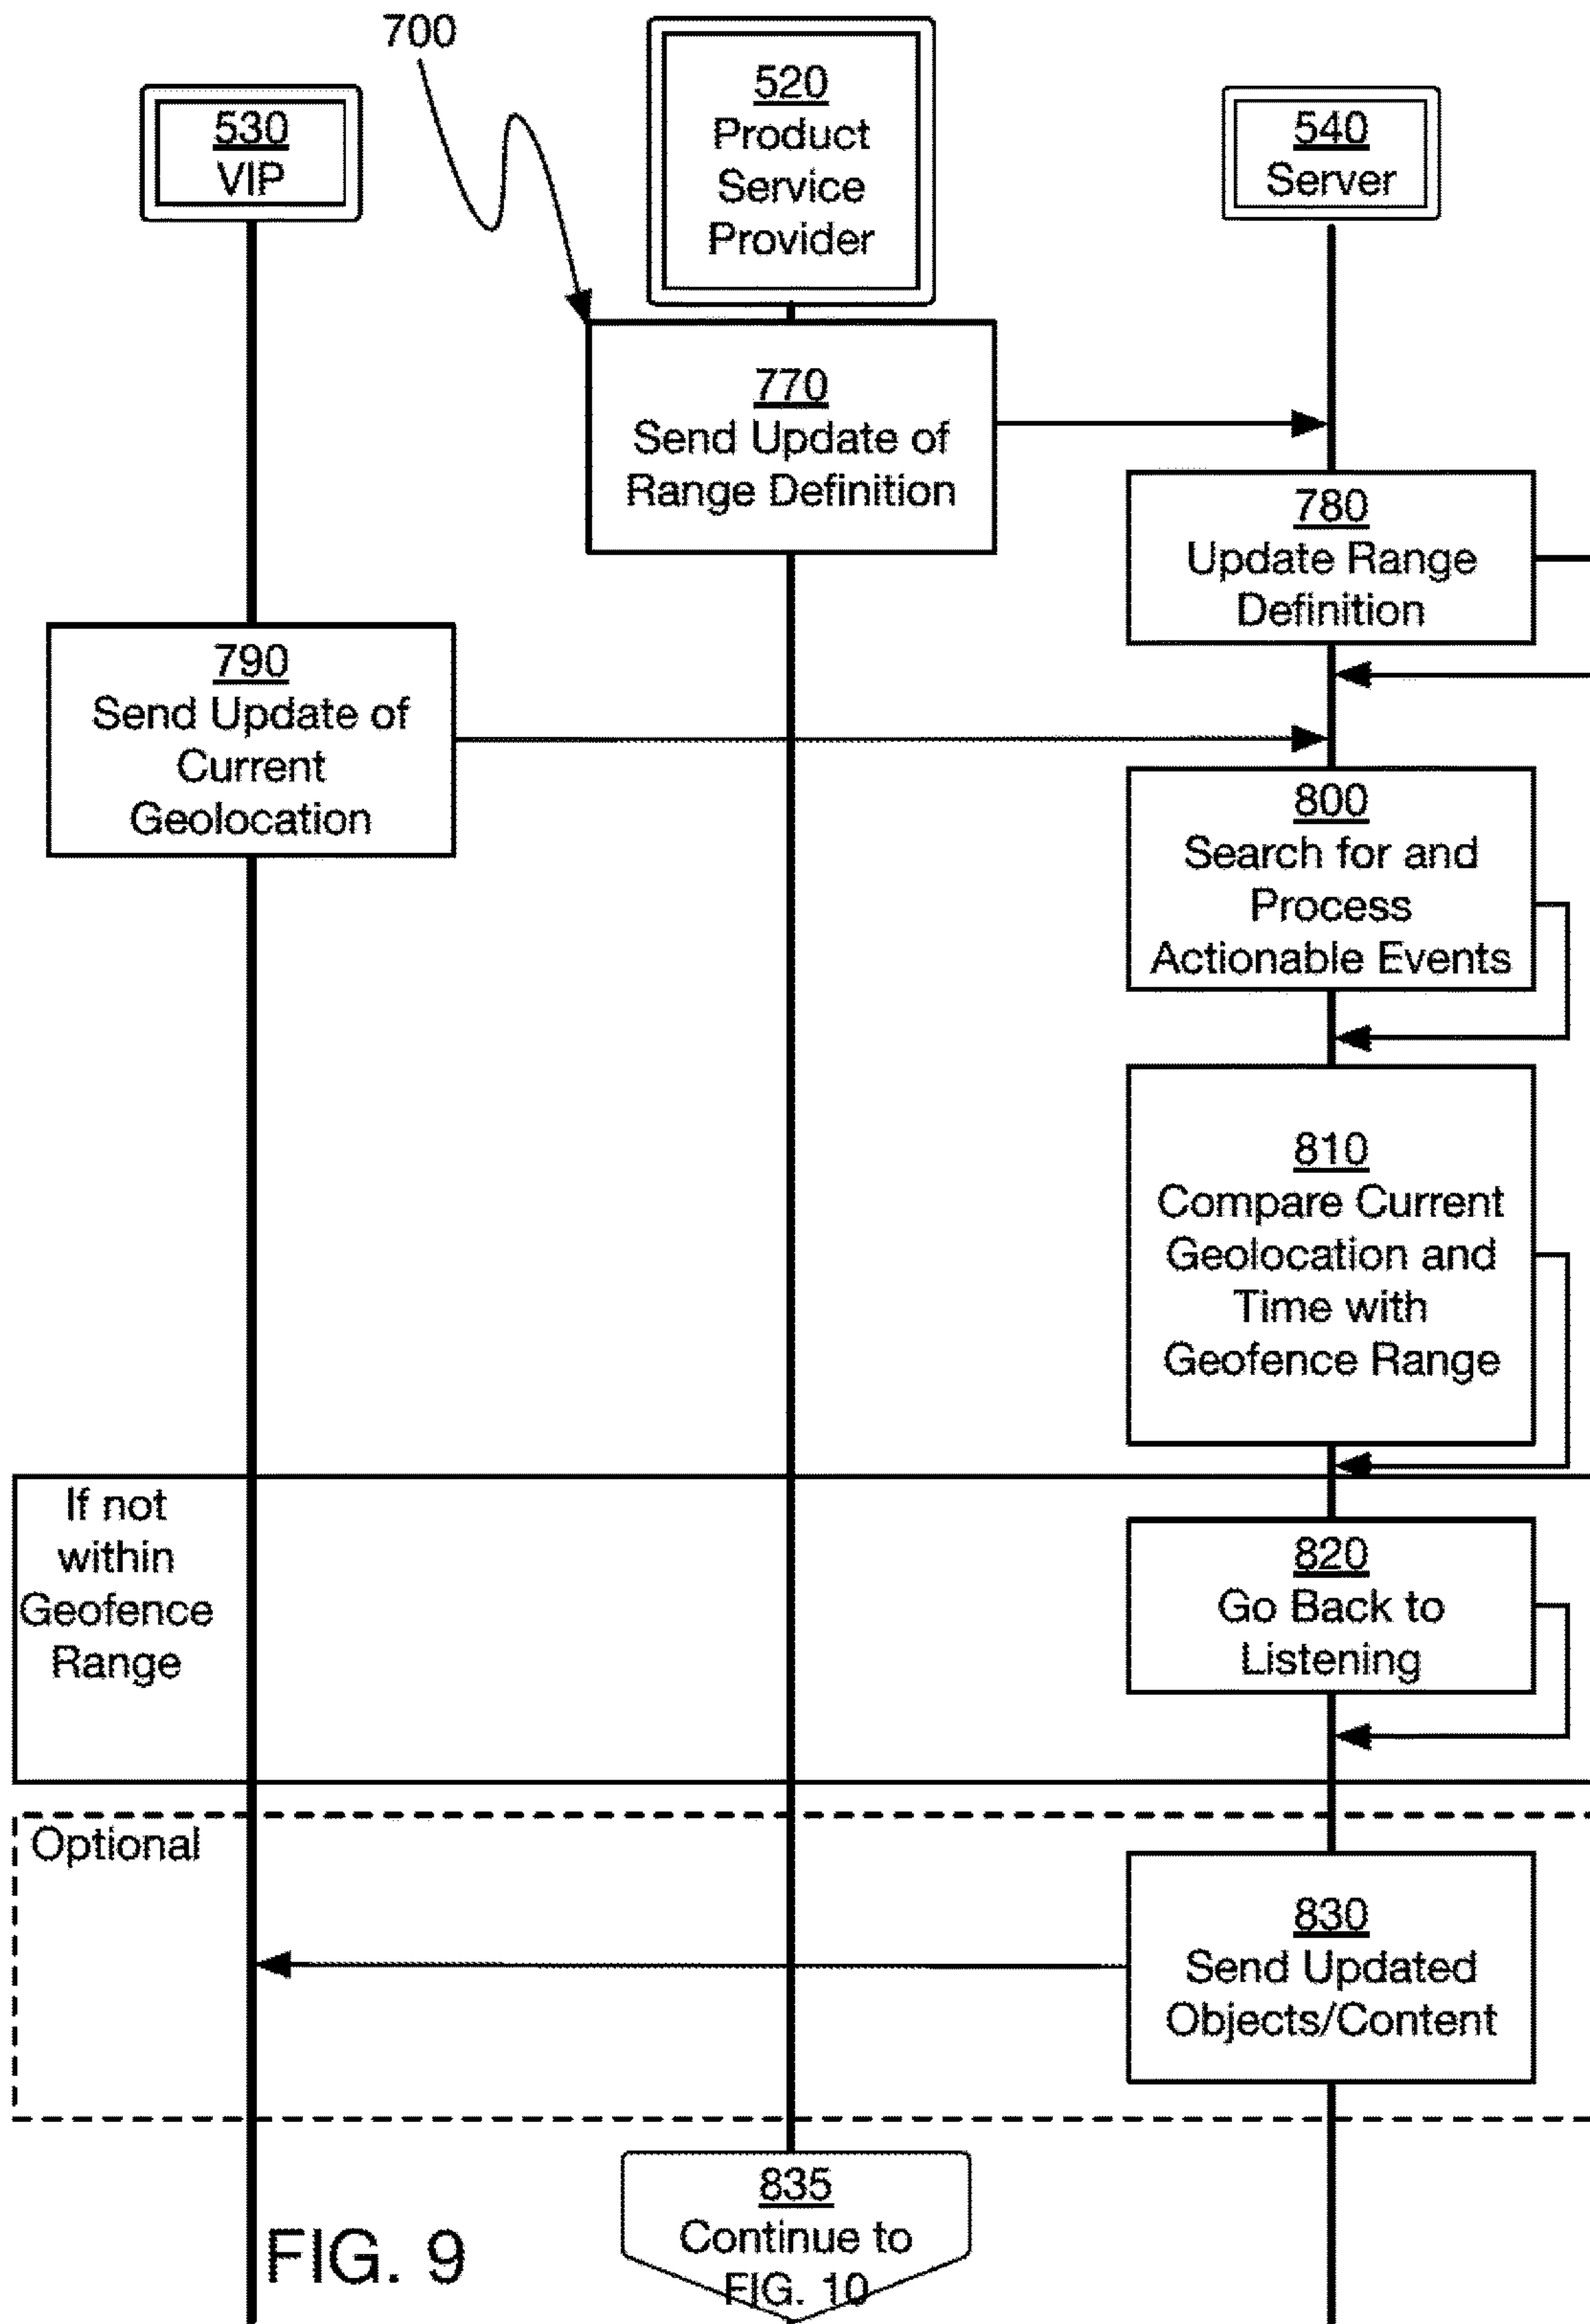 700
530
VIP
520
Product
Service
Provider
540
Server
770
Send Update of
Range Definition
780
Update Range
Definition
790
Send Update of
Current
Geolocation
800
Search for and
Process
Actionable Events
810
Compare Current
Geolocation and
Time with
Geofence Range
If not
within
Geofence
Range
820
Go Back to
Listening
Optional
830
Send Updated
Objects/Content
835
Continue to
FIG. 10
FIG. 9